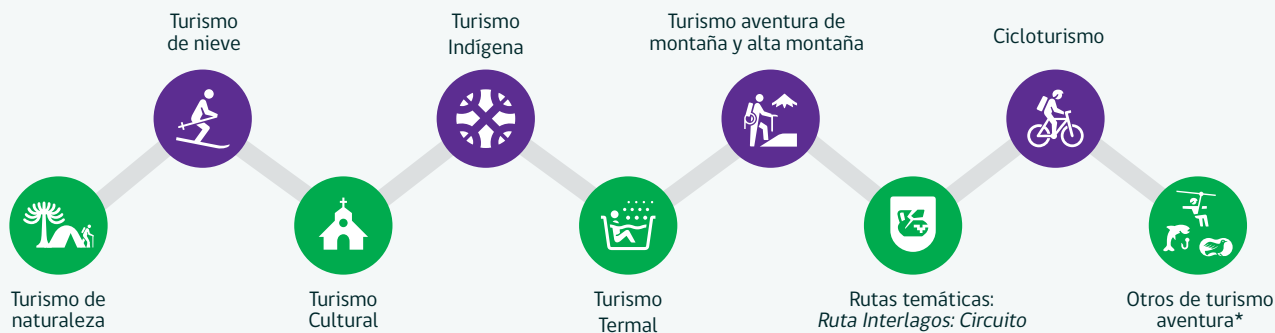 Turismo
de nieve
Turismo
Indígena
Turismo aventura de
montaña y alta montaña
Cicloturismo
Turismo de
naturaleza
Turismo
Cultural
Turismo
Termal
Rutas temáticas:
Ruta Interlagos: Circuito
Otros de turismo
aventura*